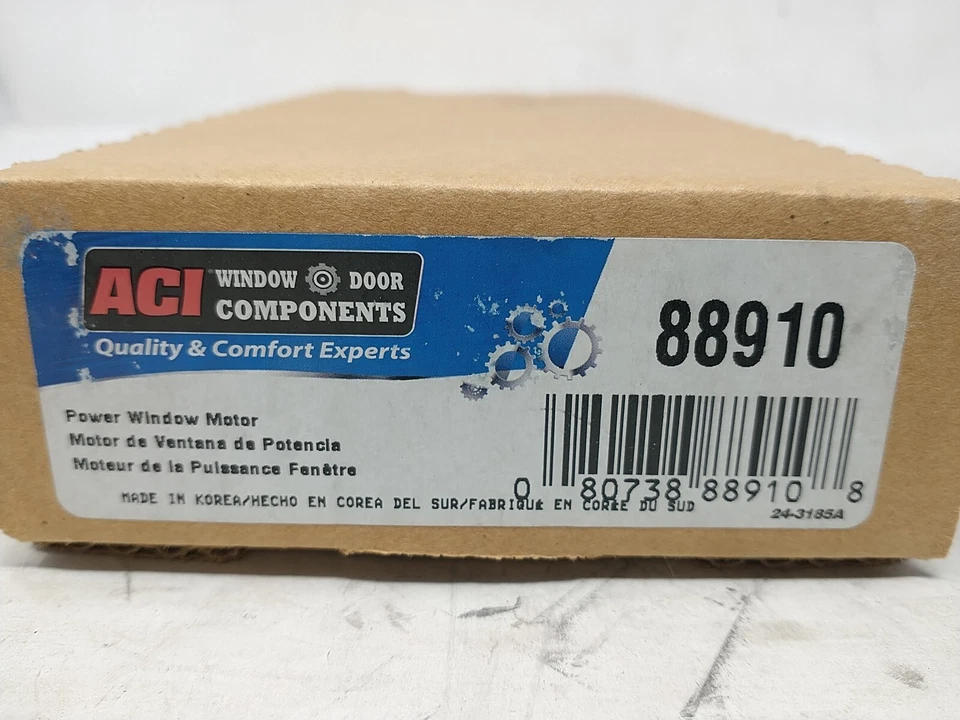 ACI WINDOW DOOR
COMPONENTS
Quality & Comfort Experts
88910
Power Window Motor
Motor de Ventana de Potencia
Moteur de la Puissance Fenêtre
0 80738 88910 8
MADE IN KOREA/HECHO EN COREA DEL SUR/FABRIQUÉ EN CORÉE DU SUD
24-3185A